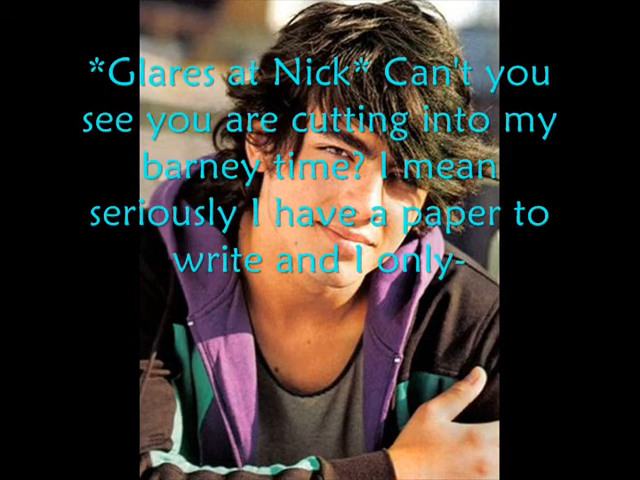 *Glares at Nick* Can't you
see you are cutting into my
barney time? I mean
seriously I have a paper to
write and I only-